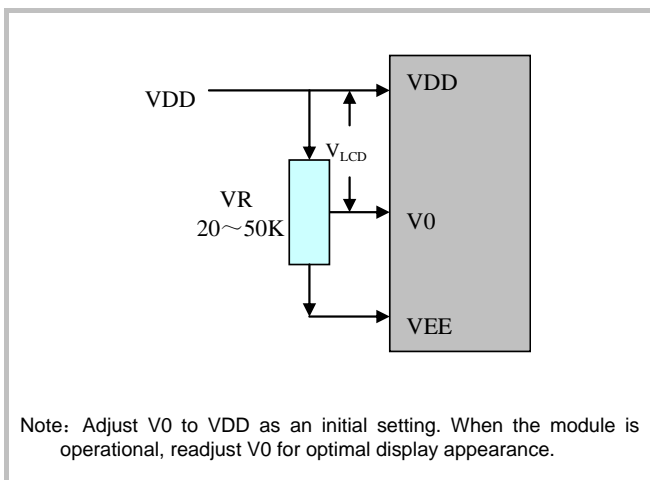 VDD
VDD
V_LCD
VR
20～50K
V0
VEE
Note：Adjust V0 to VDD as an initial setting. When the module is
operational, readjust V0 for optimal display appearance.